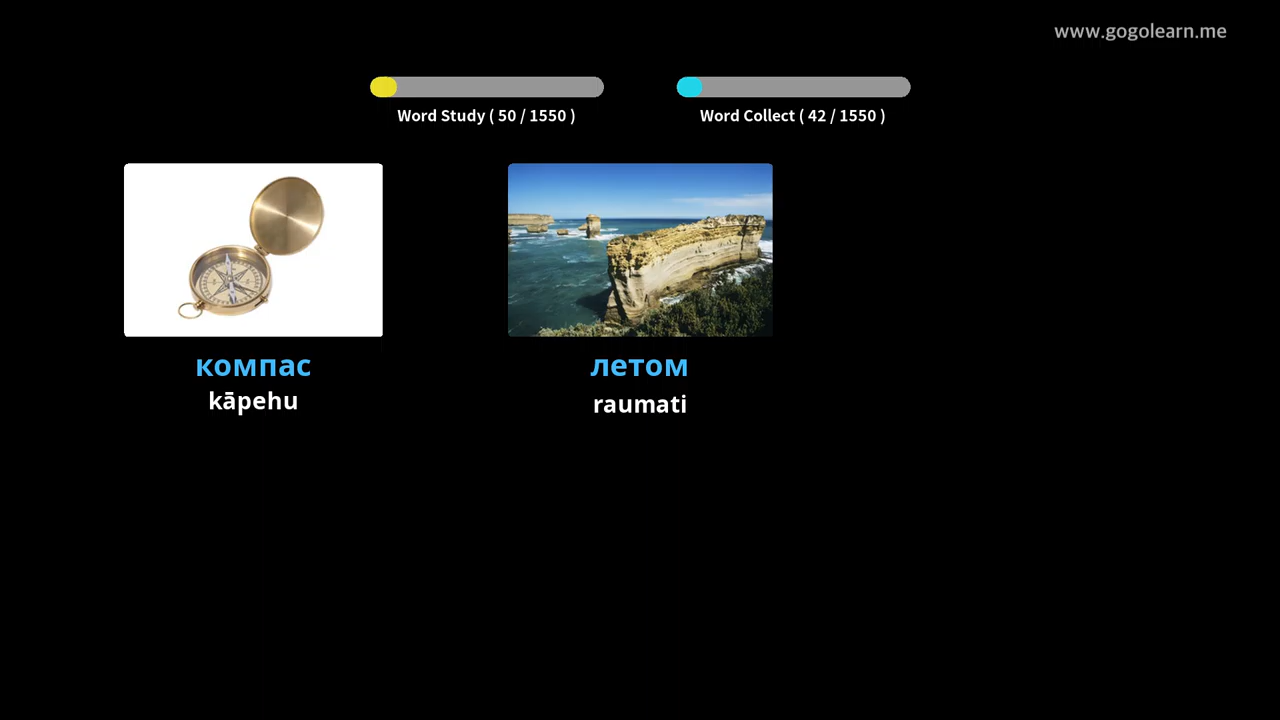 www.gogolearn.me
Word Study ( 50 / 1550 )
Word Collect ( 42 / 1550 )
компас
kāpehu
летом
raumati